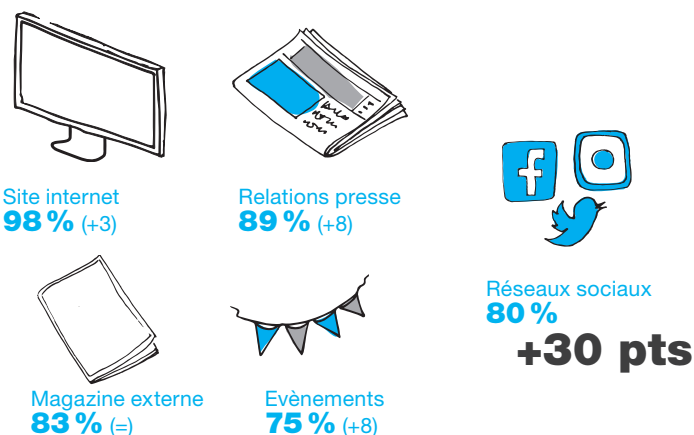 Site internet
98 % (+3)
Relations presse
89 % (+8)
Réseaux sociaux
80 %
+30 pts
Magazine externe
83 % (=)
Evènements
75 % (+8)